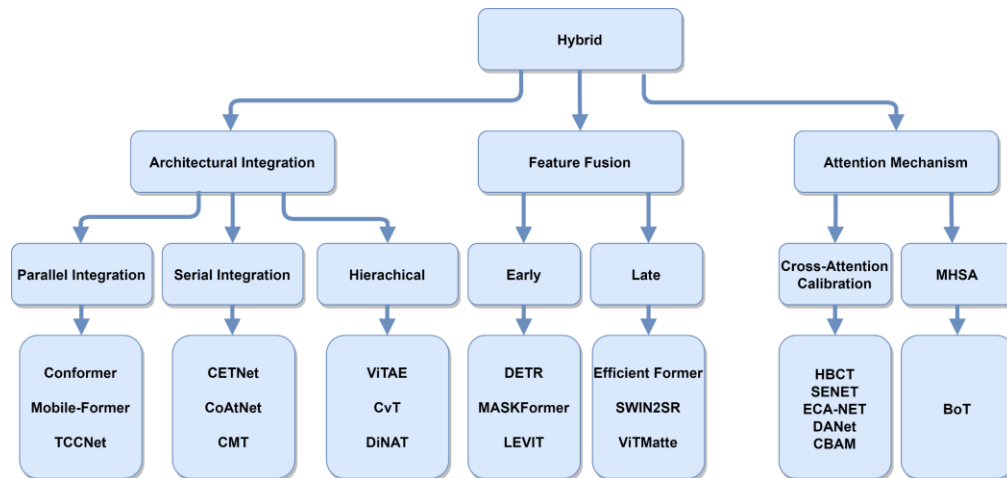 Hybrid
Architectural Integration
Feature Fusion
Attention Mechanism
Parallel Integration
Serial Integration
Hierachical
Early
Late
Cross-Attention
Calibration
MHSA
Conformer
Mobile-Former
TCCNet
CETNet
CoAtNet
CMT
ViTAE
CvT
DiNAT
DETR
MASKFormer
LEVIT
Efficient Former
SWIN2SR
ViTMatte
HBCT
SENET
ECA-NET
DANet
CBAM
BoT